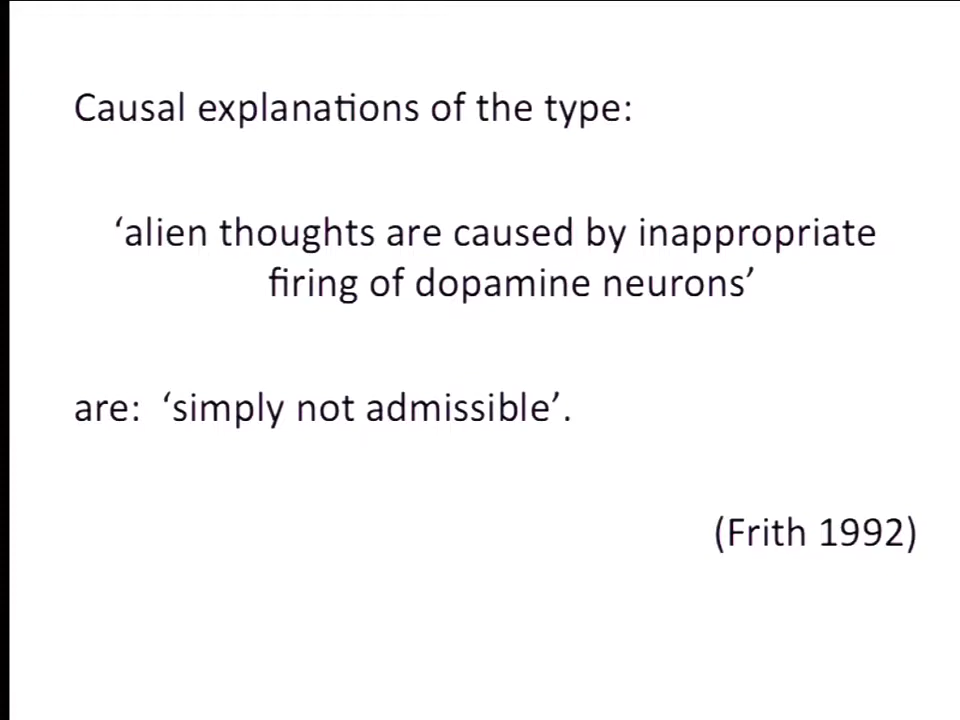 Causal explanations of the type:
‘alien thoughts are caused by inappropriate
firing of dopamine neurons’
are:  ‘simply not admissible’.
(Frith 1992)